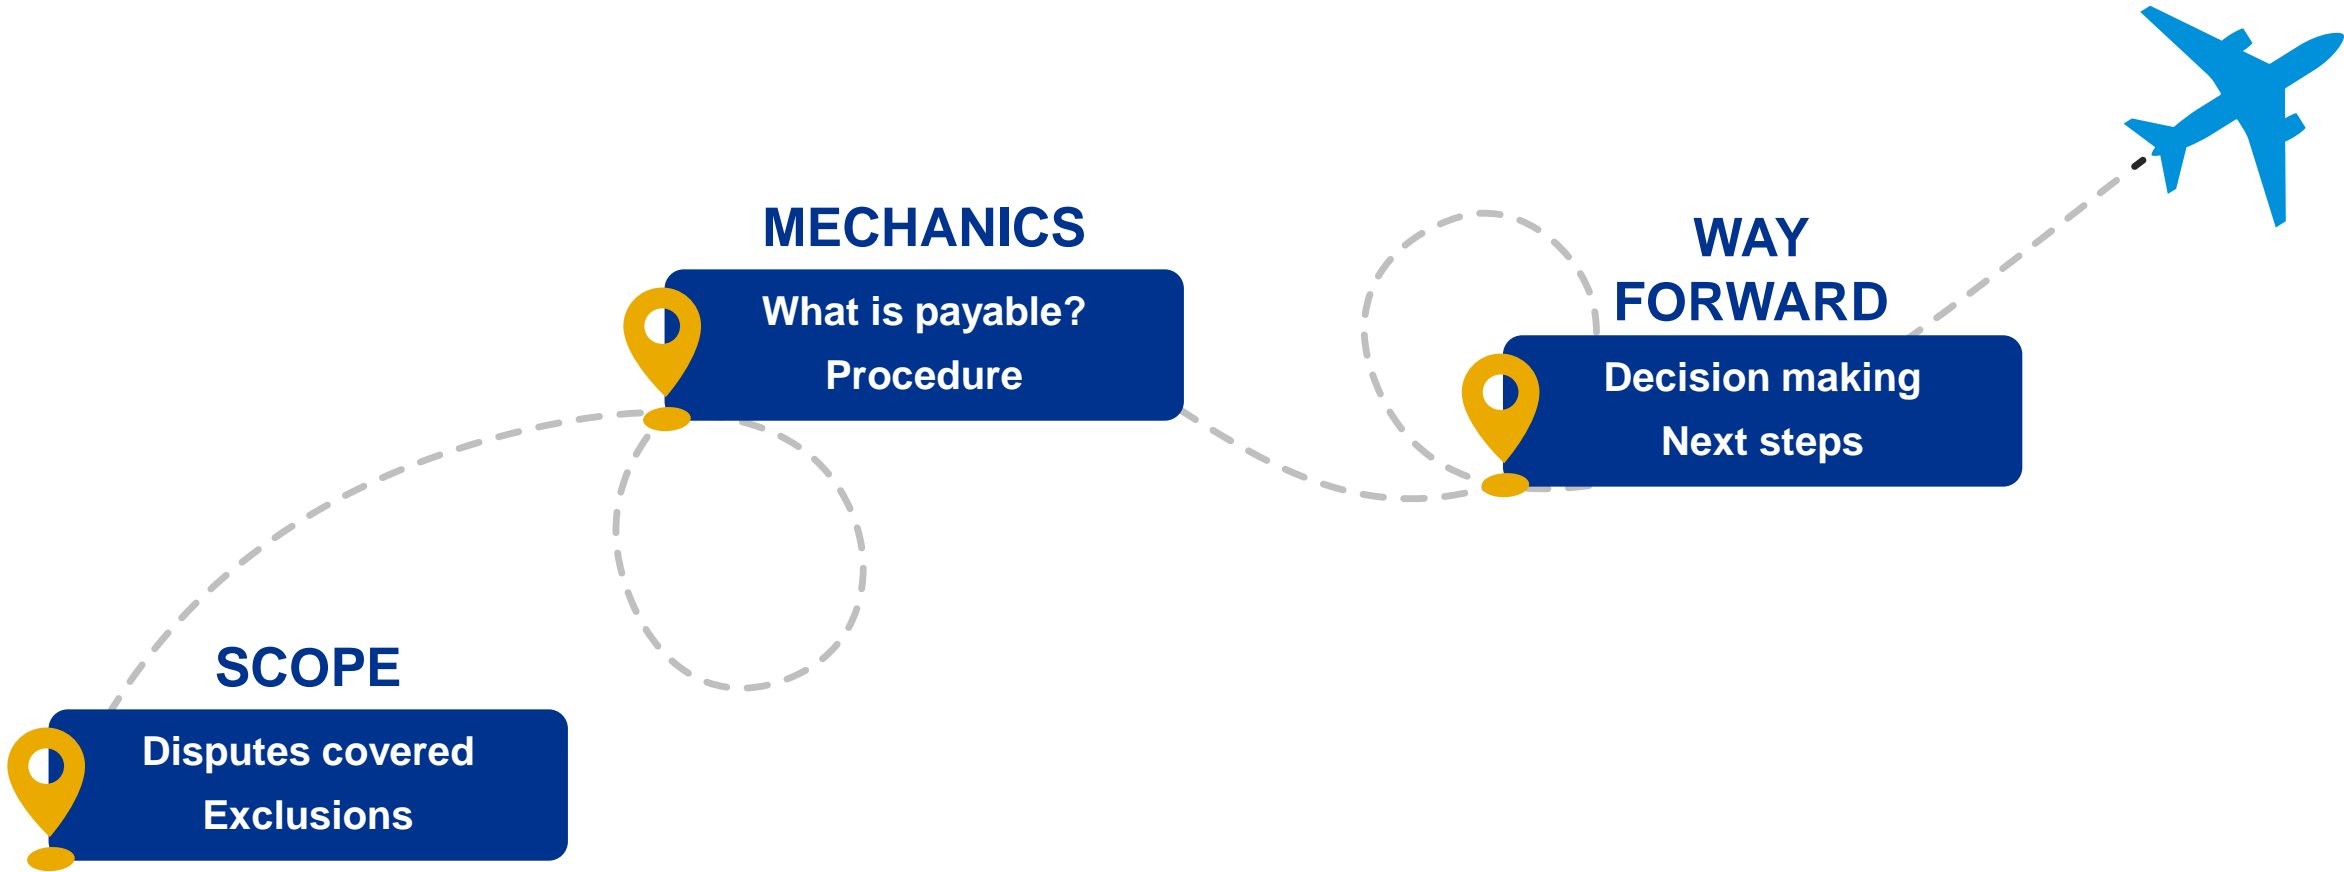 SCOPE
Disputes covered
Exclusions
MECHANICS
What is payable?
Procedure
WAY
FORWARD
Decision making
Next steps